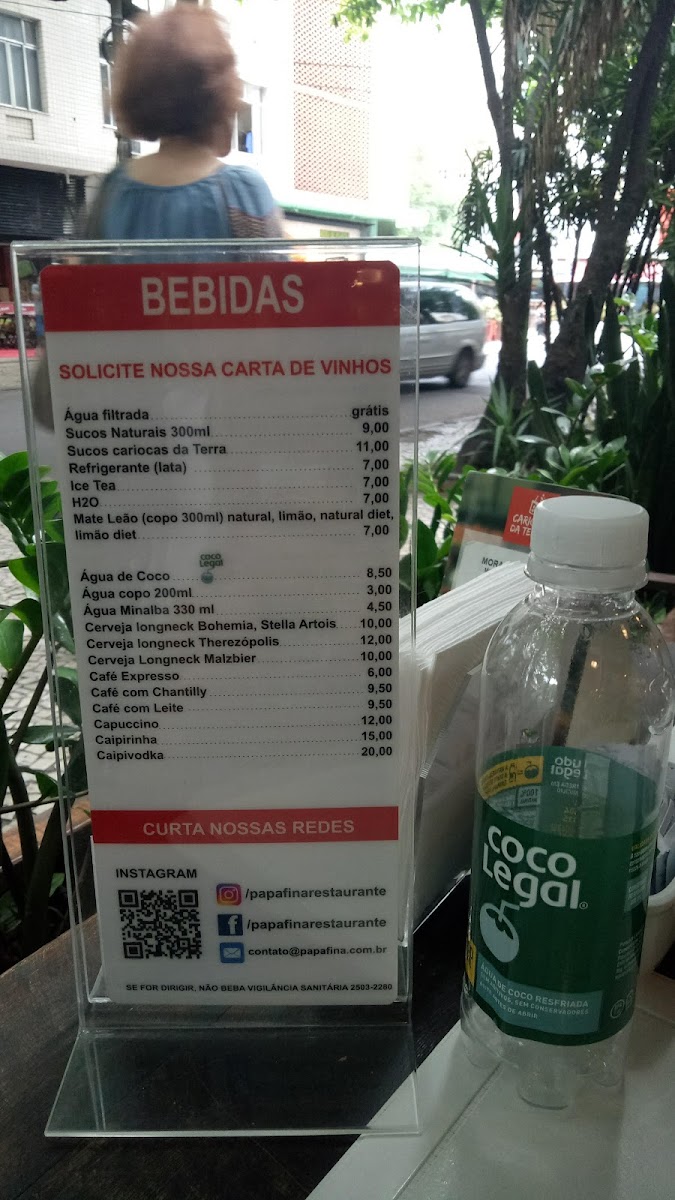 BEBIDAS
SOLICITE NOSSA CARTA DE VINHOS
Água filtrada grátis
Sucos Naturais 300ml 9,00
Sucos cariocas da Terra 11,00
Refrigerante (lata) 7,00
Ice Tea 7,00
H2O 7,00
Mate Leão (copo 300ml) natural, limão, natural diet,
limão diet 7,00
coco
Legal
Água de Coco 8,50
Água copo 200ml 3,00
Água Minalba 330 ml 4,50
Cerveja longneck Bohemia, Stella Artois 10,00
Cerveja longneck Therezópolis 12,00
Cerveja Longneck Malzbier 10,00
Café Expresso 6,00
Café com Chantilly 9,50
Café com Leite 9,50
Capuccino 12,00
Caipirinha 15,00
Caipivodka 20,00
CURTA NOSSAS REDES
INSTAGRAM
/papafinarestaurante
/papafinarestaurante
contato@papafina.com.br
SE FOR DIRIGIR, NÃO BEBA VIGILÂNCIA SANITÁRIA 2503-2280
coco
Legal®
ÁGUA DE COCO RESFRIADA
SEM CONSERVADORES
ANTES DE ABRIR